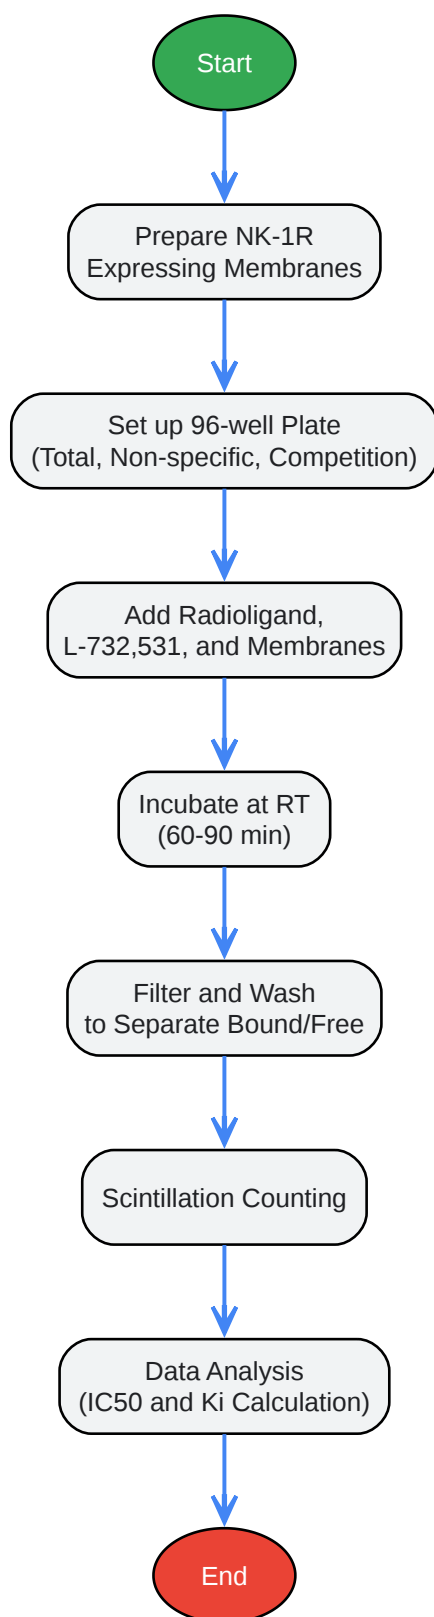 Start
Prepare NK-1R
Expressing Membranes
Set up 96-well Plate
(Total, Non-specific, Competition)
Add Radioligand,
L-732,531, and Membranes
Incubate at RT
(60-90 min)
Filter and Wash
to Separate Bound/Free
Scintillation Counting
Data Analysis
(IC50 and Ki Calculation)
End